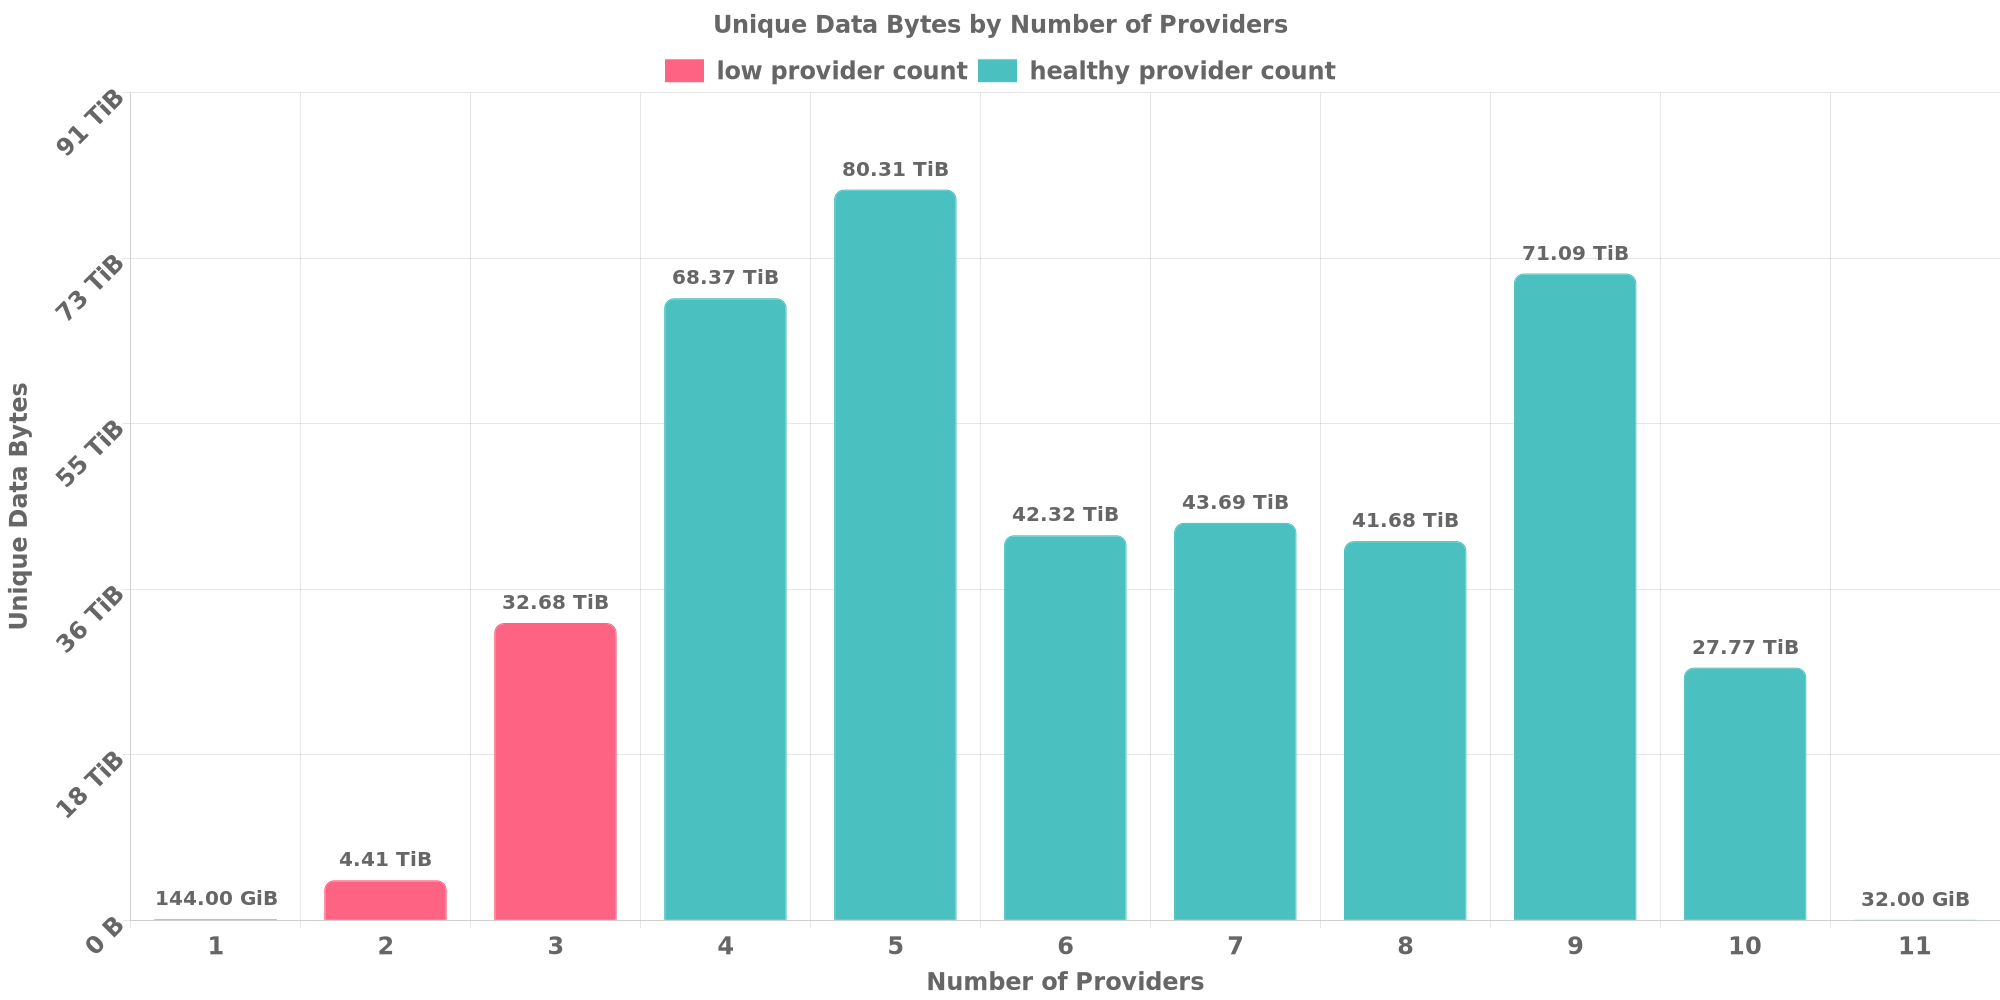 Unique Data Bytes by Number of Providers
low provider count healthy provider count
91 TiB
73 TiB
55 TiB
36 TiB
18 TiB
0 B
Unique Data Bytes
144.00 GiB
4.41 TiB
32.68 TiB
68.37 TiB
80.31 TiB
42.32 TiB
43.69 TiB
41.68 TiB
71.09 TiB
27.77 TiB
32.00 GiB
1 2 3 4 5 6 7 8 9 10 11
Number of Providers